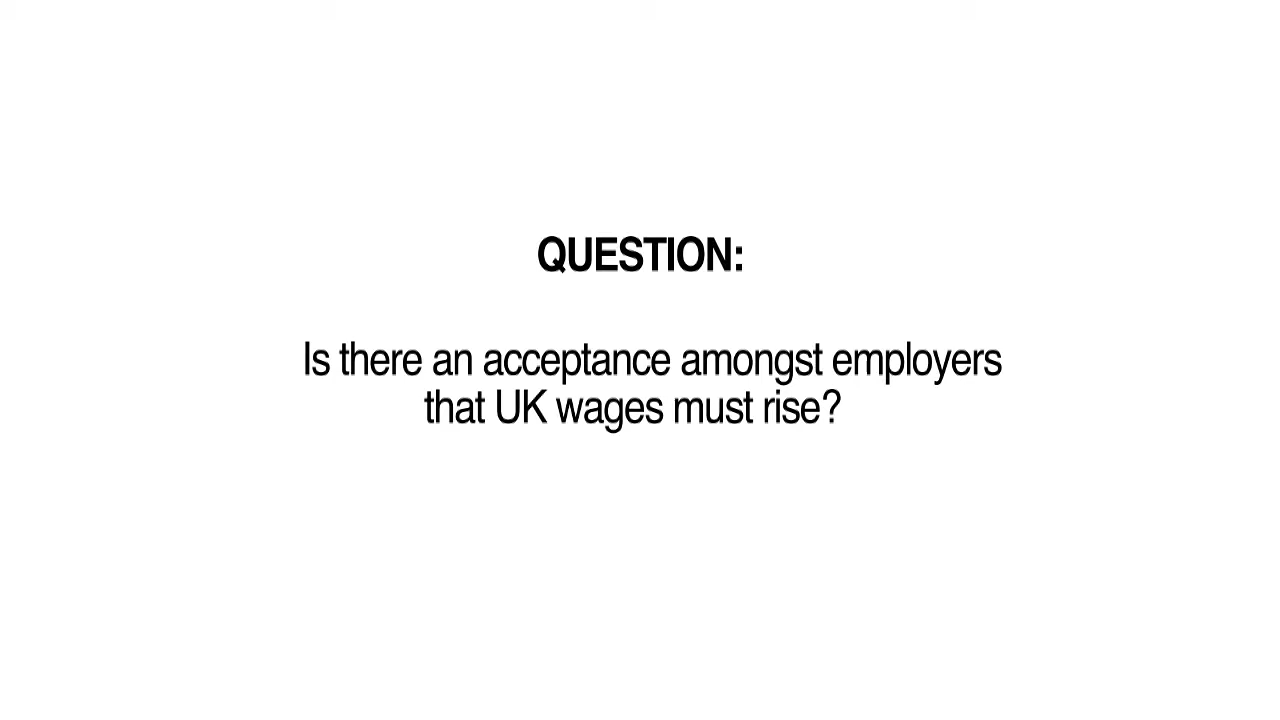 QUESTION:
Is there an acceptance amongst employers
that UK wages must rise?